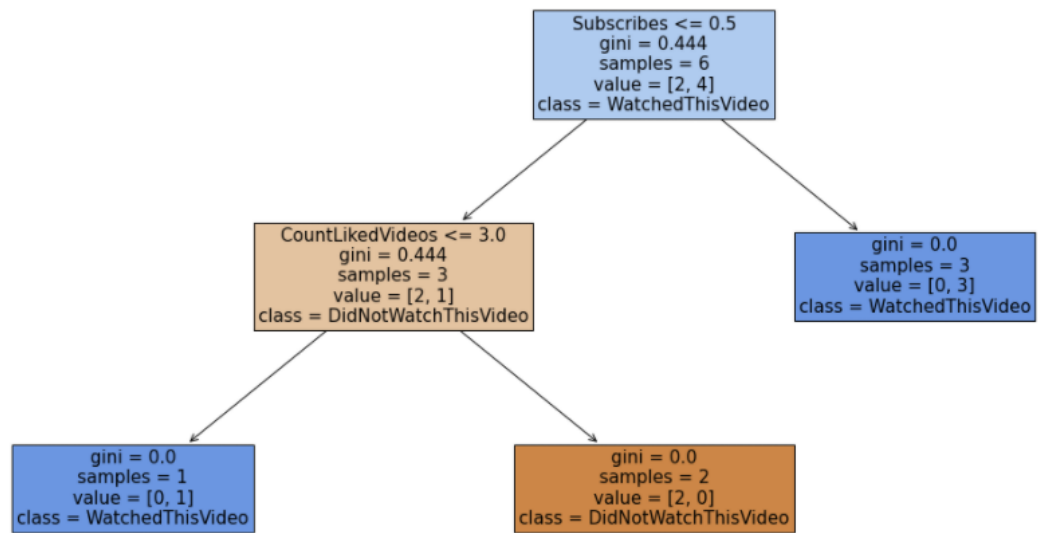 Subscribes <= 0.5
gini = 0.444
samples = 6
value = [2, 4]
class = WatchedThisVideo
CountLikedVideos <= 3.0
gini = 0.444
samples = 3
value = [2, 1]
class = DidNotWatchThisVideo
gini = 0.0
samples = 3
value = [0, 3]
class = WatchedThisVideo
gini = 0.0
samples = 1
value = [0, 1]
class = WatchedThisVideo
gini = 0.0
samples = 2
value = [2, 0]
class = DidNotWatchThisVideo